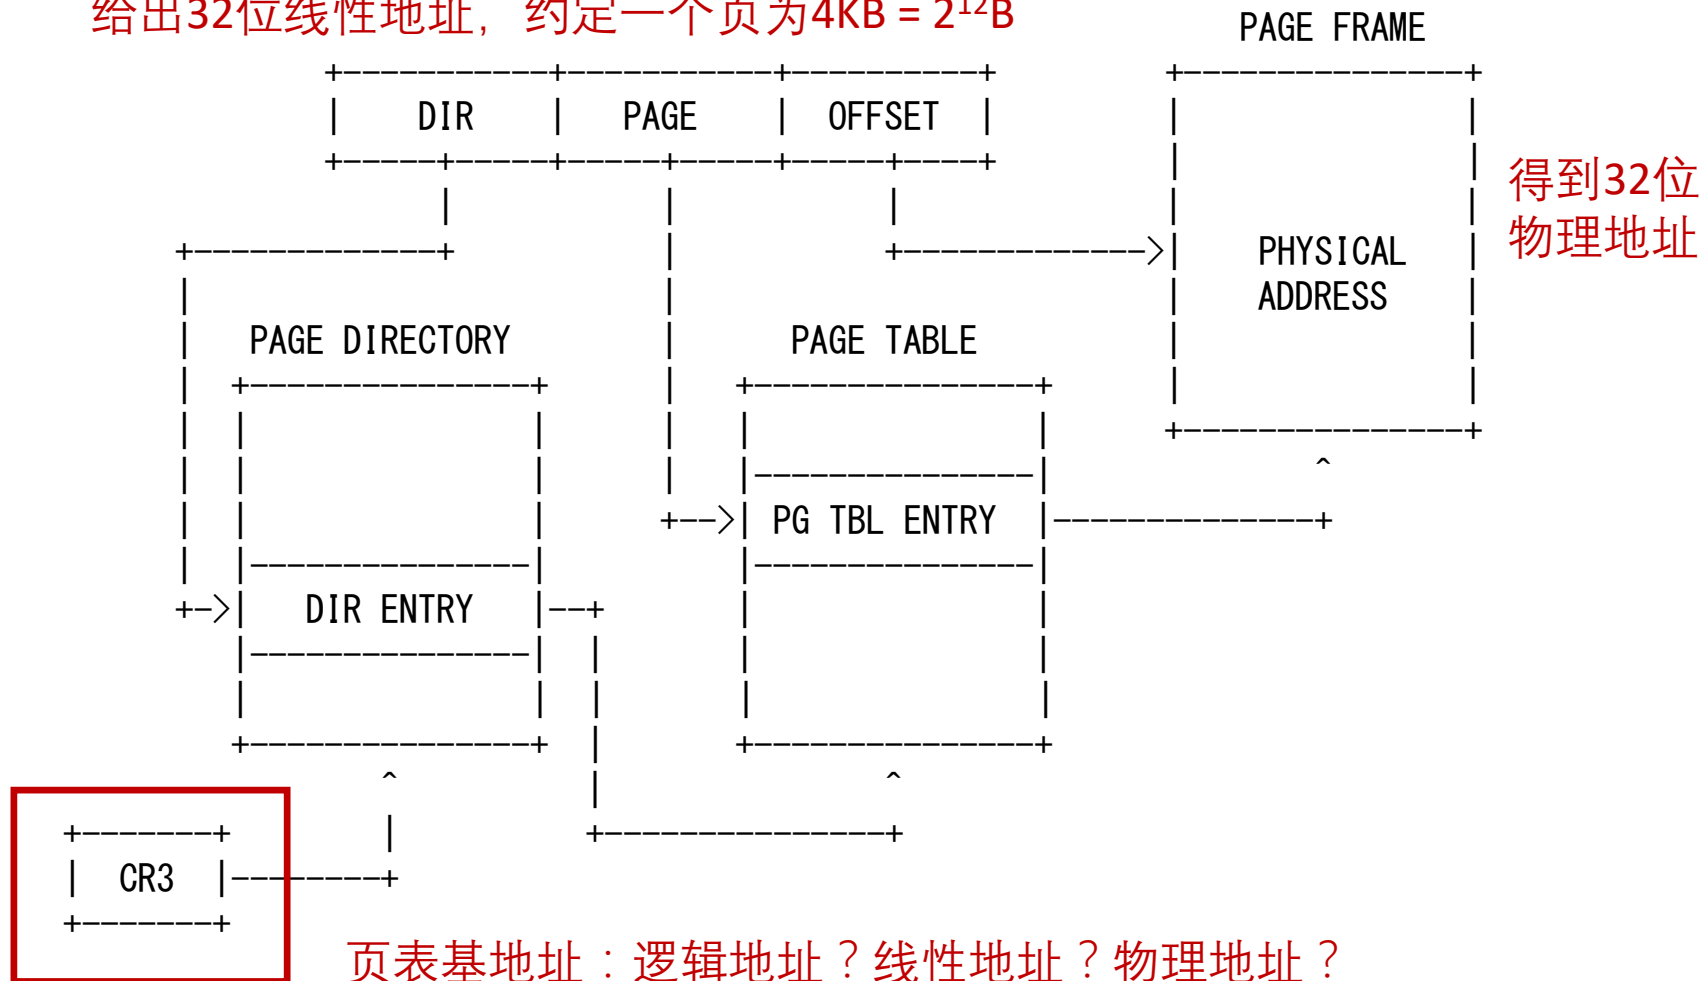 给出32位线性地址，约定一个页为4KB = 2¹²B
PAGE FRAME
DIR PAGE OFFSET
得到32位
物理地址
PHYSICAL
ADDRESS
PAGE DIRECTORY PAGE TABLE
PG TBL ENTRY
DIR ENTRY
CR3
页表基地址：逻辑地址？线性地址？物理地址？